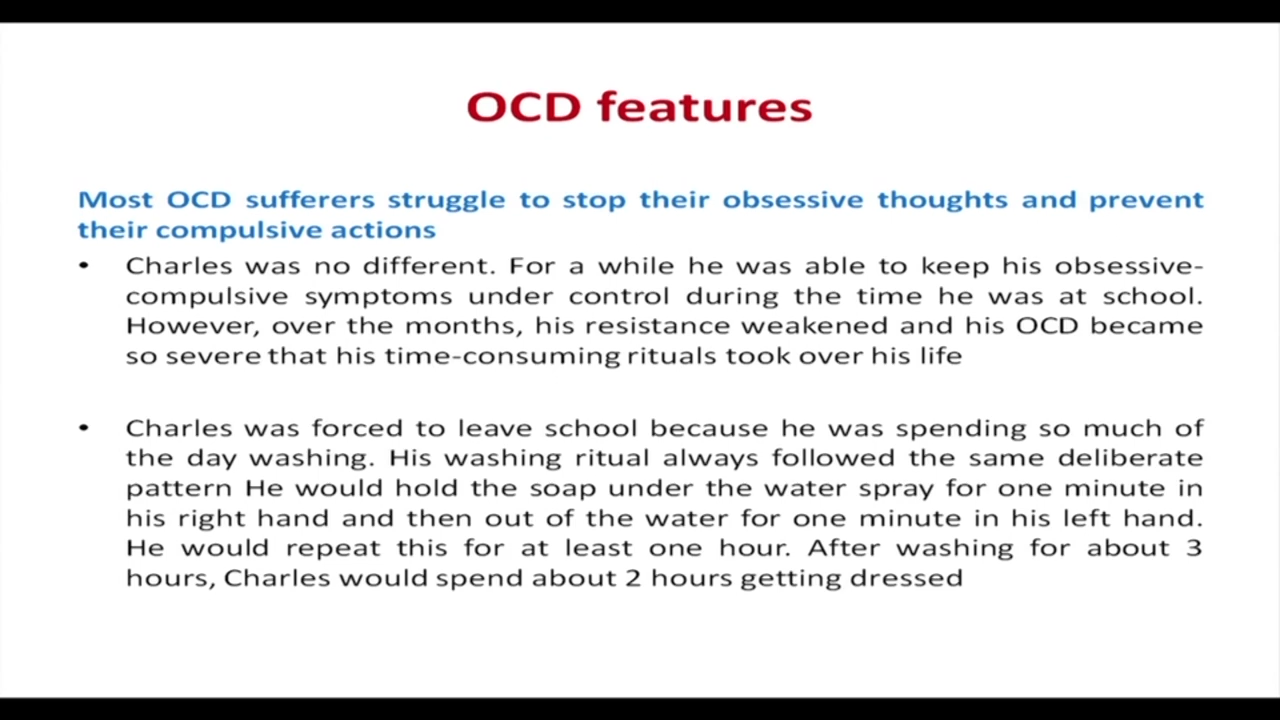 OCD features
Most OCD sufferers struggle to stop their obsessive thoughts and prevent
their compulsive actions
• Charles was no different. For a while he was able to keep his obsessive-
compulsive symptoms under control during the time he was at school.
However, over the months, his resistance weakened and his OCD became
so severe that his time-consuming rituals took over his life
• Charles was forced to leave school because he was spending so much of
the day washing. His washing ritual always followed the same deliberate
pattern He would hold the soap under the water spray for one minute in
his right hand and then out of the water for one minute in his left hand.
He would repeat this for at least one hour. After washing for about 3
hours, Charles would spend about 2 hours getting dressed